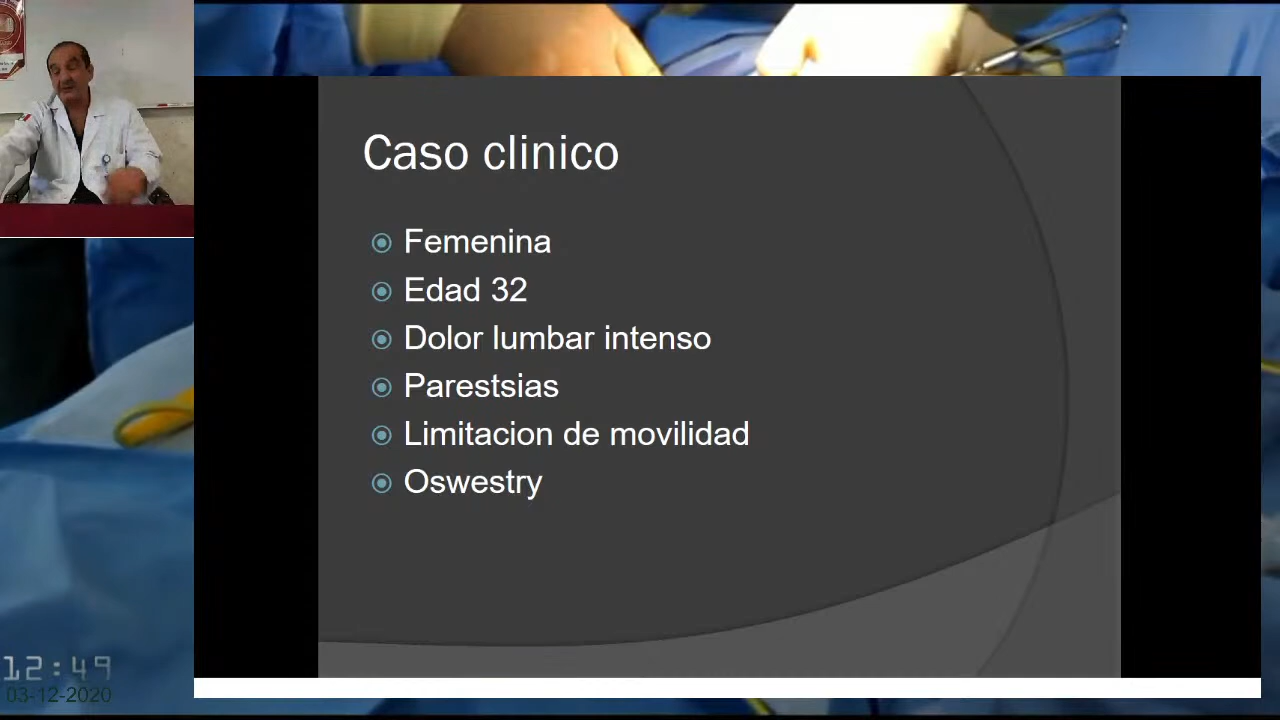 Caso clinico
Femenina
Edad 32
Dolor lumbar intenso
Parestsias
Limitacion de movilidad
Oswestry
12:49
03-12-2020